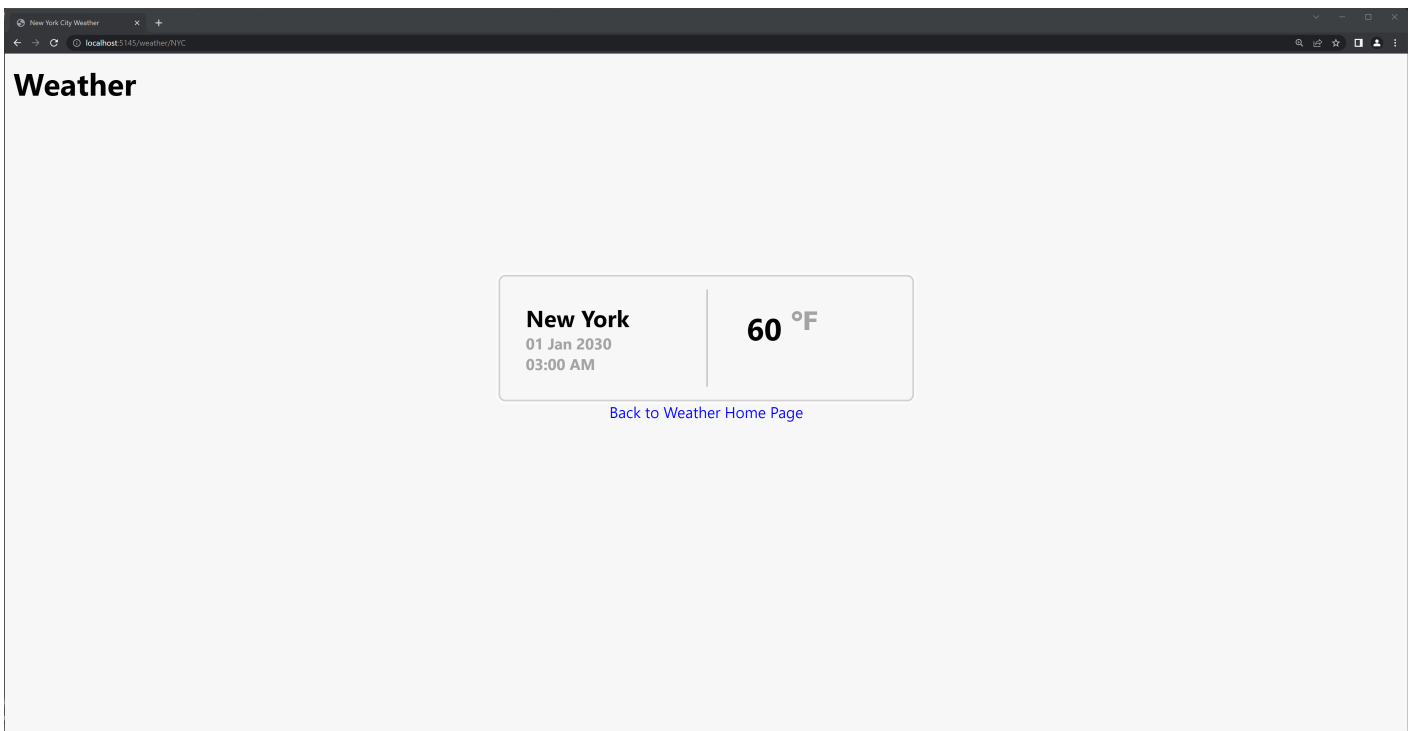 New York City Weather
localhost:5145/weather/NYC
Weather
New York
01 Jan 2030
03:00 AM
60 °F
Back to Weather Home Page